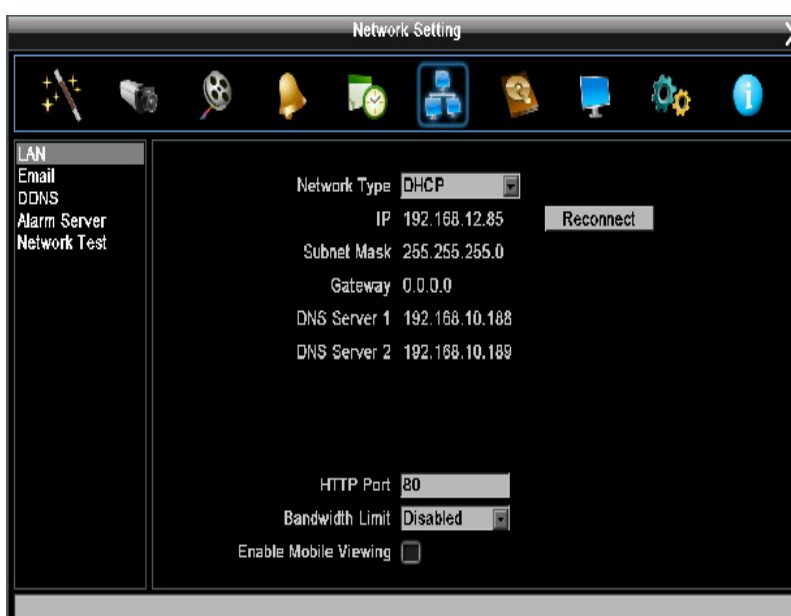 Network Setting
LAN
Email
DDNS
Alarm Server
Network Test
Network Type DHCP
IP 192.168.12.85 Reconnect
Subnet Mask 255.255.255.0
Gateway 0.0.0.0
DNS Server 1 192.168.10.188
DNS Server 2 192.168.10.189
HTTP Port 80
Bandwidth Limit Disabled
Enable Mobile Viewing